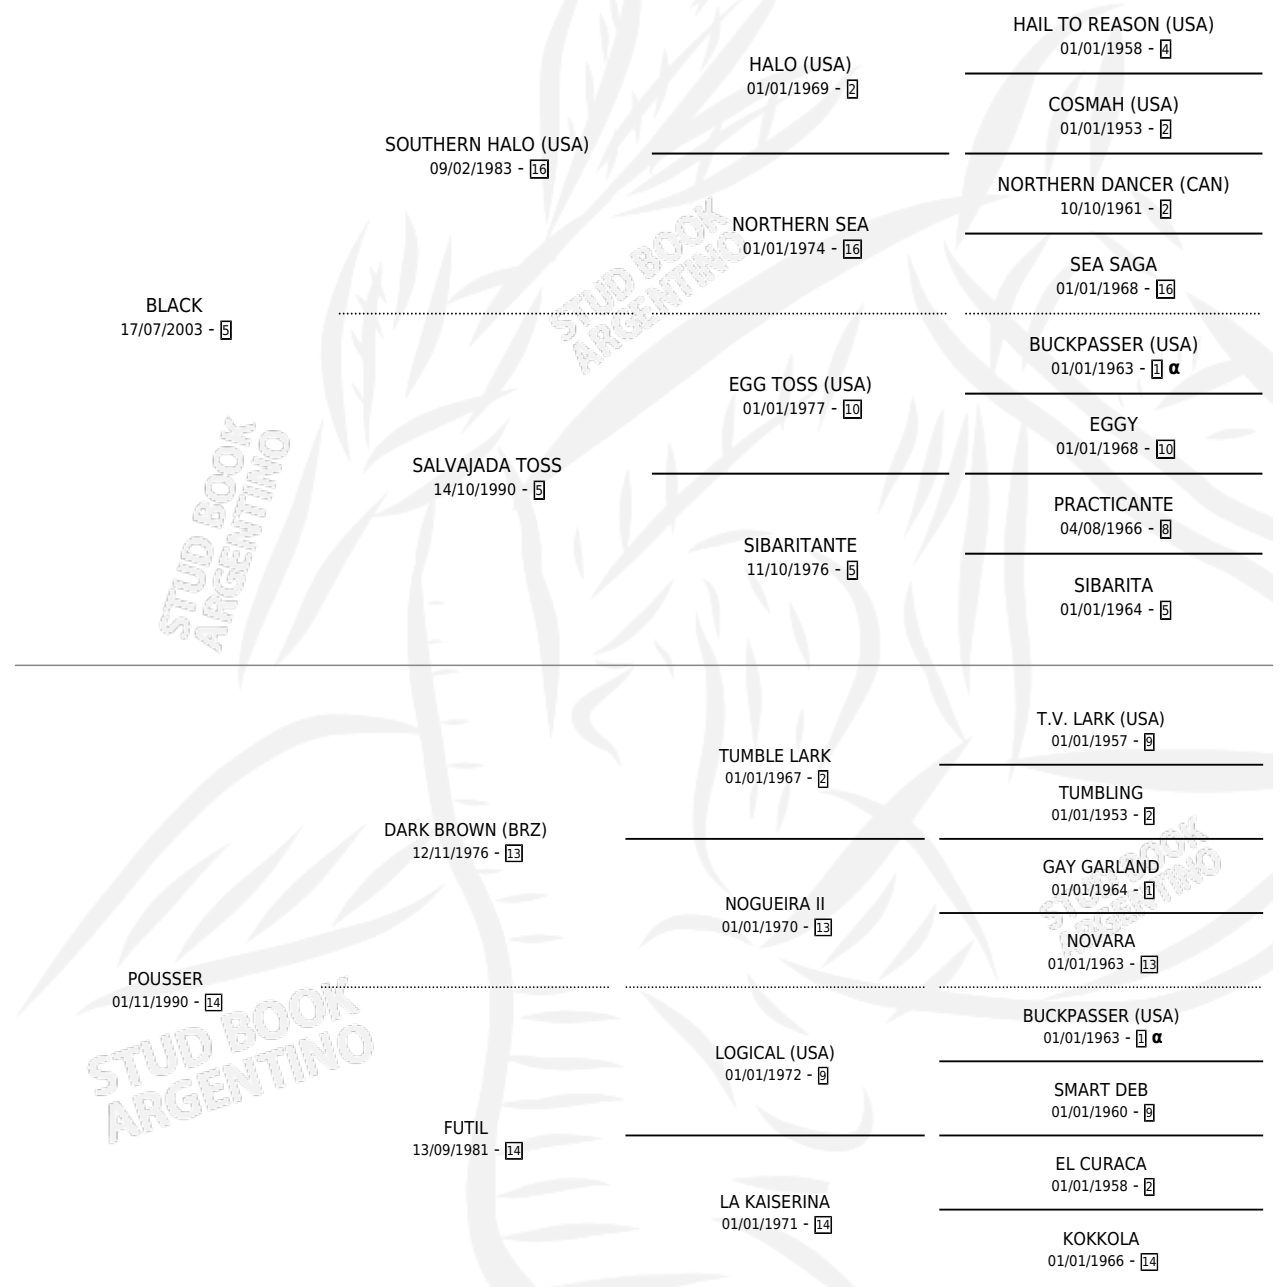 HAIL TO REASON (USA)
01/01/1958 - 4
HALO (USA)
01/01/1969 - 2
COSMAH (USA)
01/01/1953 - 2
SOUTHERN HALO (USA)
09/02/1983 - 16
NORTHERN DANCER (CAN)
10/10/1961 - 2
NORTHERN SEA
01/01/1974 - 16
SEA SAGA
01/01/1968 - 16
BLACK
17/07/2003 - 5
BUCKPASSER (USA)
01/01/1963 - 1 α
EGG TOSS (USA)
01/01/1977 - 10
EGGY
01/01/1968 - 10
SALVAJADA TOSS
14/10/1990 - 5
PRACTICANTE
04/08/1966 - 8
SIBARITANTE
11/10/1976 - 5
SIBARITA
01/01/1964 - 5
T.V. LARK (USA)
01/01/1957 - 9
TUMBLE LARK
01/01/1967 - 2
TUMBLING
01/01/1953 - 2
DARK BROWN (BRZ)
12/11/1976 - 13
GAY GARLAND
01/01/1964 - 1
NOGUEIRA II
01/01/1970 - 13
NOVARA
01/01/1963 - 13
POUSSER
01/11/1990 - 14
BUCKPASSER (USA)
01/01/1963 - 1 α
LOGICAL (USA)
01/01/1972 - 9
SMART DEB
01/01/1960 - 9
FUTIL
13/09/1981 - 14
EL CURACA
01/01/1958 - 2
LA KAISERINA
01/01/1971 - 14
KOKKOLA
01/01/1966 - 14
STUD BOOK
ARGENTINO
STUD BOOK
ARGENTINO
STUD BOOK
ARGENTINO
STUD BOOK
ARGENTINO